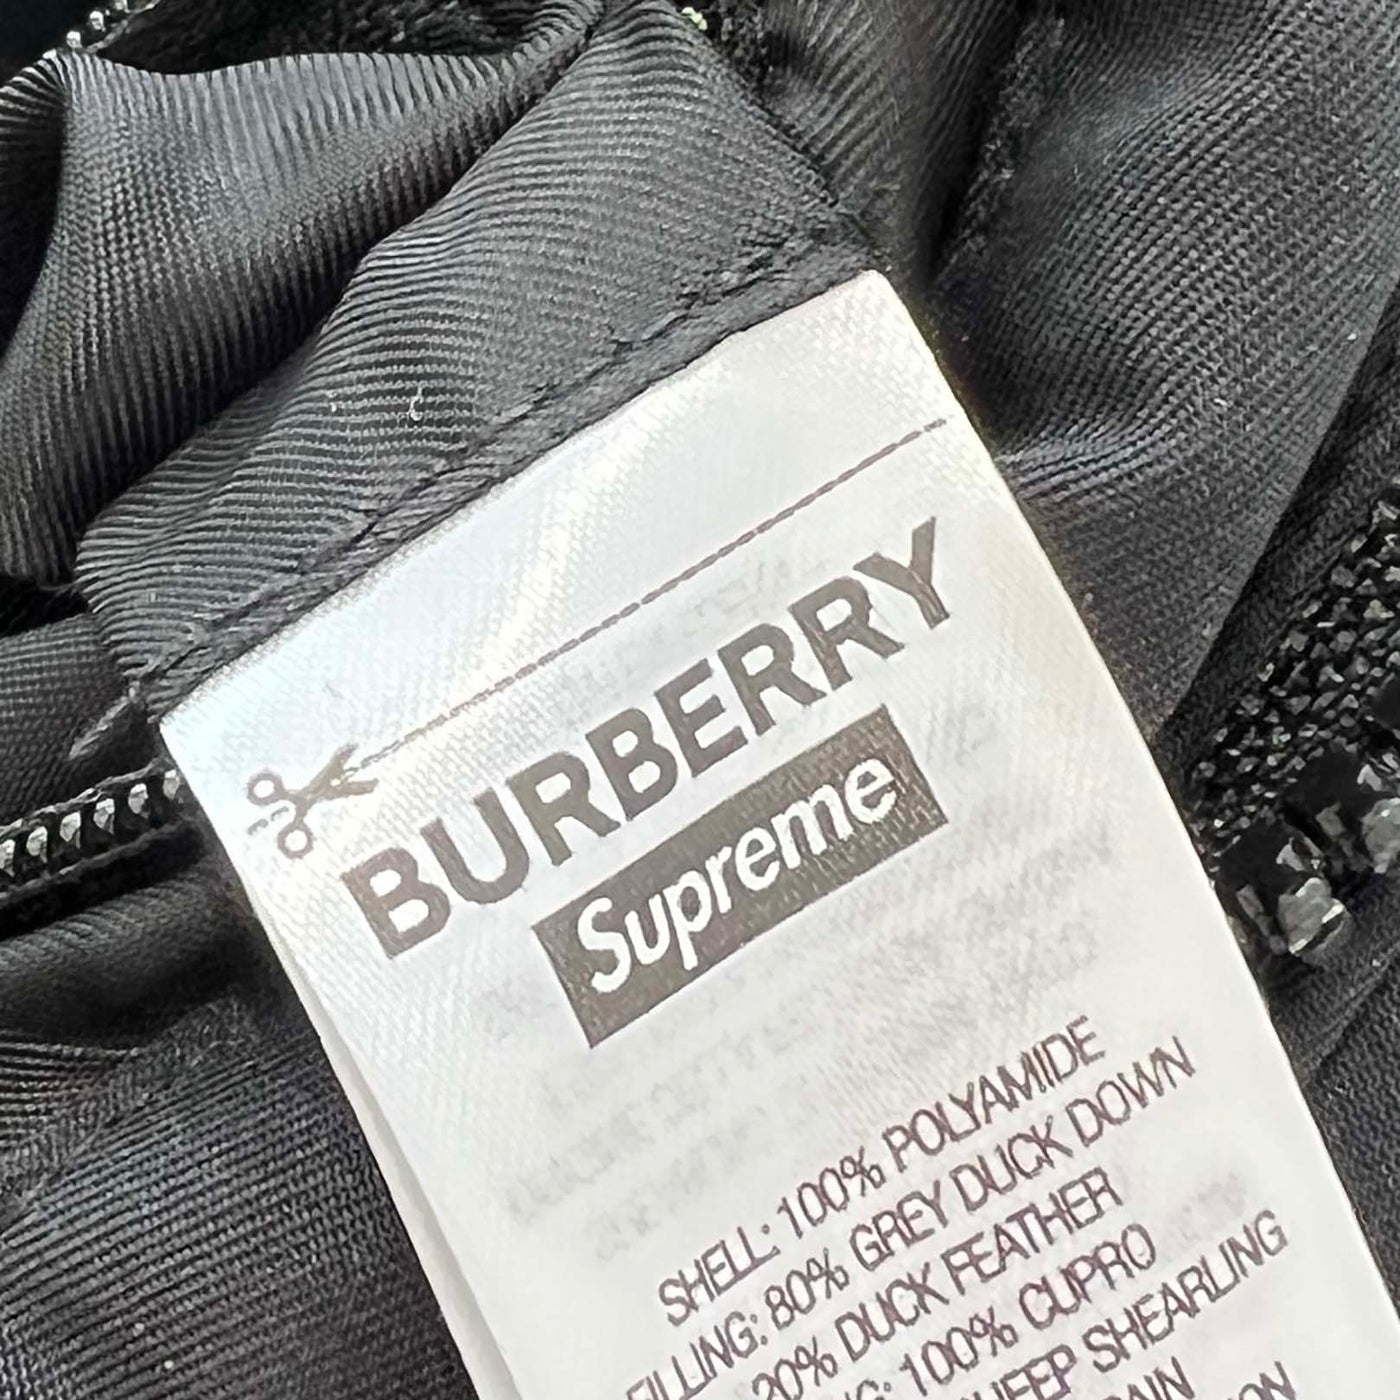 BURBERRY
Supreme
SHELL: 100% POLYAMIDE
FILLING: 80% GREY DUCK DOWN
20% DUCK FEATHER
100% CUPRO
SHEEP SHEARLING